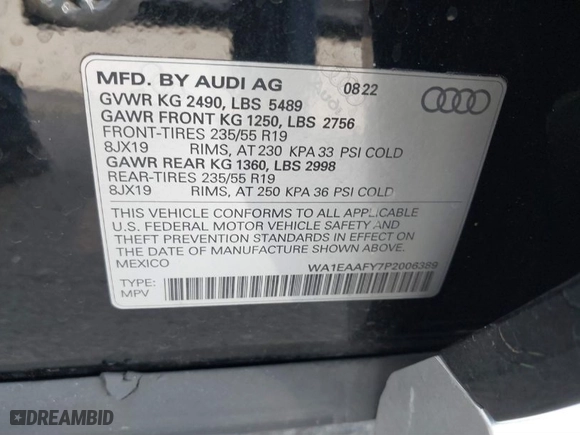 MFD. BY AUDI AG 08.22
GVWR KG 2490, LBS 5489
GAWR FRONT KG 1250, LBS 2756
FRONT-TIRES 235/55 R19
8JX19 RIMS, AT 230 KPA 33 PSI COLD
GAWR REAR KG 1360, LBS 2998
REAR-TIRES 235/55 R19
8JX19 RIMS, AT 250 KPA 36 PSI COLD
THIS VEHICLE CONFORMS TO ALL APPLICABLE
U.S. FEDERAL MOTOR VEHICLE SAFETY AND
THEFT PREVENTION STANDARDS IN EFFECT ON
THE DATE OF MANUFACTURE SHOWN ABOVE.
MEXICO
WA1EAAFY7P2006389
TYPE:
MPV
DREAMBID